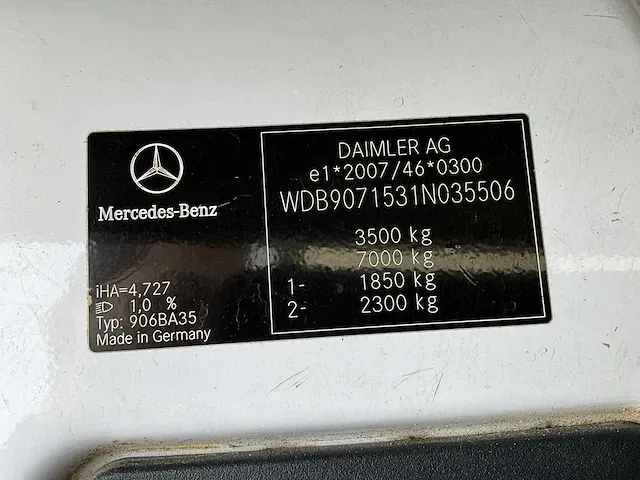 Mercedes-Benz
iHA=4,727
1,0 %
Typ: 906BA35
Made in Germany
DAIMLER AG
e1*2007/46*0300
WDB9071531N035506
3500 kg
7000 kg
1- 1850 kg
2- 2300 kg